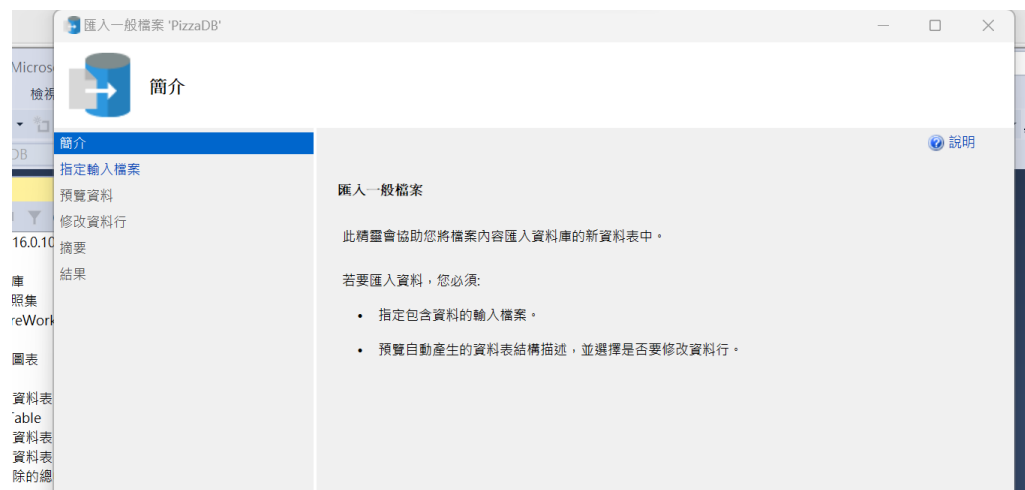 匯入一般檔案 'PizzaDB'
簡介
Micros
檢視
DB
16.0.10
庫
照集
reWork
圖表
資料表
Table
資料表
資料表
除的總
簡介
指定輸入檔案
預覽資料
修改資料行
摘要
結果
說明
匯入一般檔案
此精靈會協助您將檔案內容匯入資料庫的新資料表中。
若要匯入資料，您必須:
• 指定包含資料的輸入檔案。
• 預覽自動產生的資料表結構描述，並選擇是否要修改資料行。